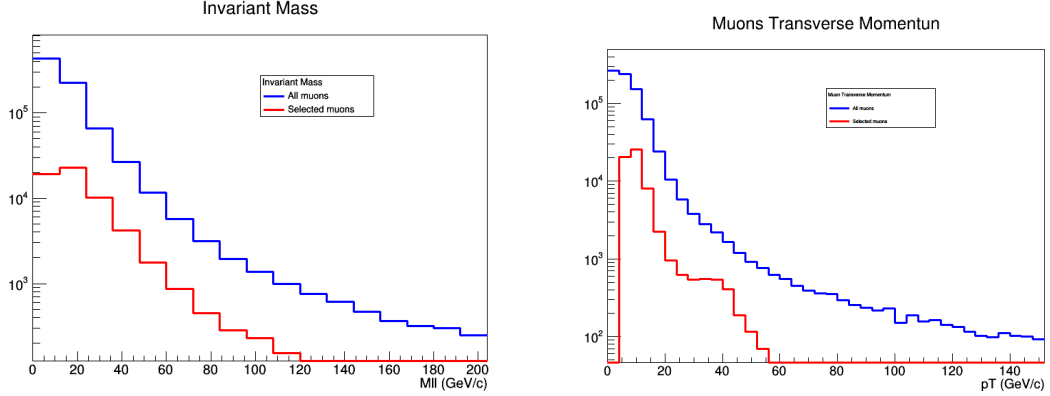 Invariant Mass
Invariant Mass
All muons
Selected muons
10^5
10^4
10^3
0 20 40 60 80 100 120 140 160 180 200
Mll (GeV/c)
Muons Transverse Momentun
Muon Transverse Momentum
All muons
Selected muons
10^5
10^4
10^3
10^2
0 20 40 60 80 100 120 140
pT (GeV/c)